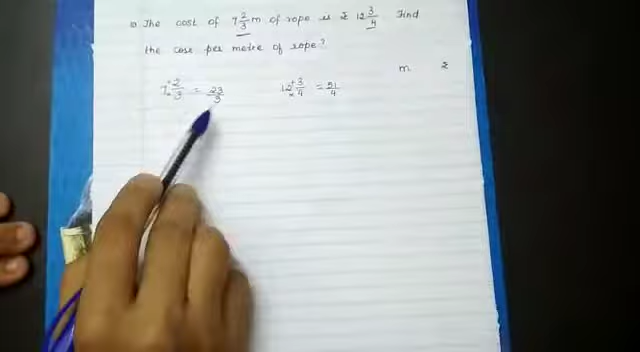 10 The cost of 7 2/3 m of rope is ₹ 12 3/4 Find
the cost per metre of rope?
m ₹
7 2/3 = 23/3 12 3/4 = 51/4